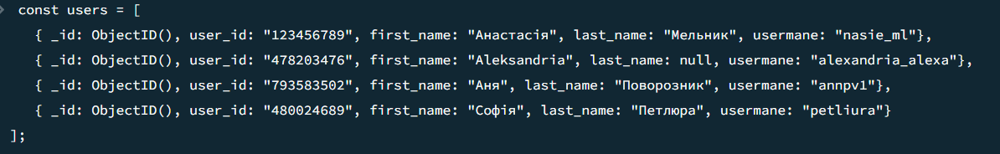 const users = [
{ _id: ObjectID(), user_id: "123456789", first_name: "Анастасія", last_name: "Мельник", usermane: "nasie_ml"},
{ _id: ObjectID(), user_id: "478203476", first_name: "Aleksandria", last_name: null, usermane: "alexandria_alexa"},
{ _id: ObjectID(), user_id: "793583502", first_name: "Аня", last_name: "Поворозник", usermane: "annpv1"},
{ _id: ObjectID(), user_id: "480024689", first_name: "Софія", last_name: "Петлюра", usermane: "petliura"}
];